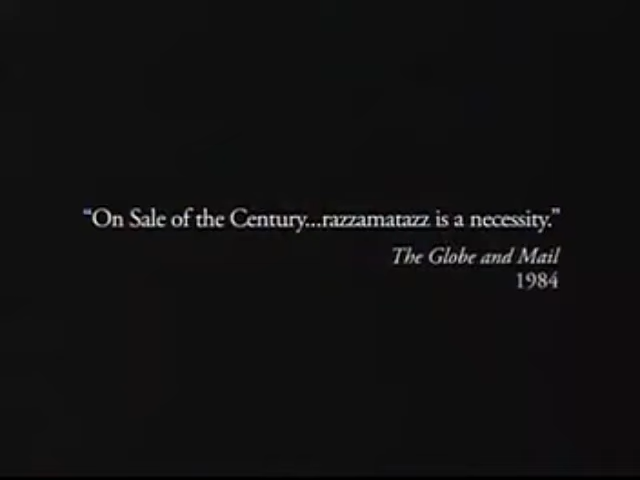 “On Sale of the Century...razzamatazz is a necessity.”
The Globe and Mail
1984